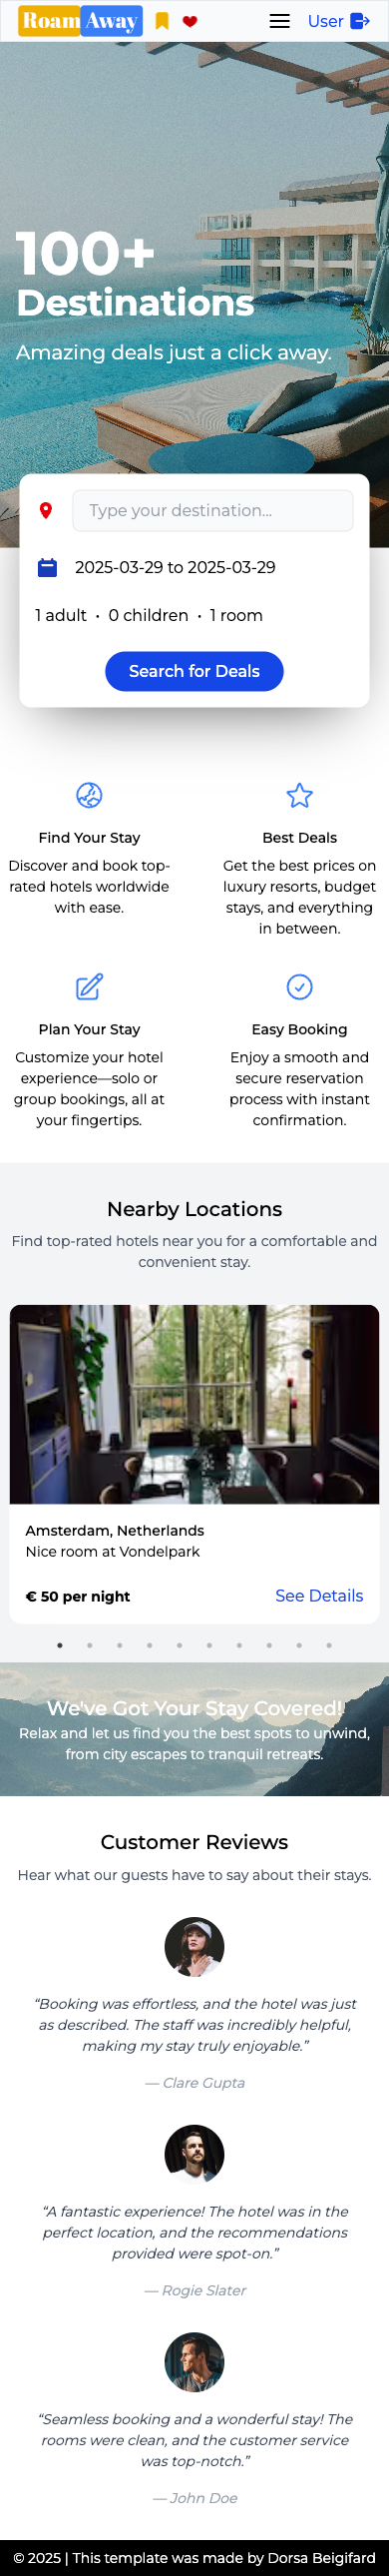 Roam Away
User
100+
Destinations
Amazing deals just a click away.
Type your destination...
2025-03-29 to 2025-03-29
1 adult • 0 children • 1 room
Search for Deals
Find Your Stay
Discover and book top-
rated hotels worldwide
with ease.
Best Deals
Get the best prices on
luxury resorts, budget
stays, and everything
in between.
Plan Your Stay
Customize your hotel
experience—solo or
group bookings, all at
your fingertips.
Easy Booking
Enjoy a smooth and
secure reservation
process with instant
confirmation.
Nearby Locations
Find top-rated hotels near you for a comfortable and
convenient stay.
Amsterdam, Netherlands
Nice room at Vondelpark
€ 50 per night
See Details
We've Got Your Stay Covered!
Relax and let us find you the best spots to unwind,
from city escapes to tranquil retreats.
Customer Reviews
Hear what our guests have to say about their stays.
“Booking was effortless, and the hotel was just
as described. The staff was incredibly helpful,
making my stay truly enjoyable.”
— Clare Gupta
“A fantastic experience! The hotel was in the
perfect location, and the recommendations
provided were spot-on.”
— Rogie Slater
“Seamless booking and a wonderful stay! The
rooms were clean, and the customer service
was top-notch.”
— John Doe
© 2025 | This template was made by Dorsa Beigifard